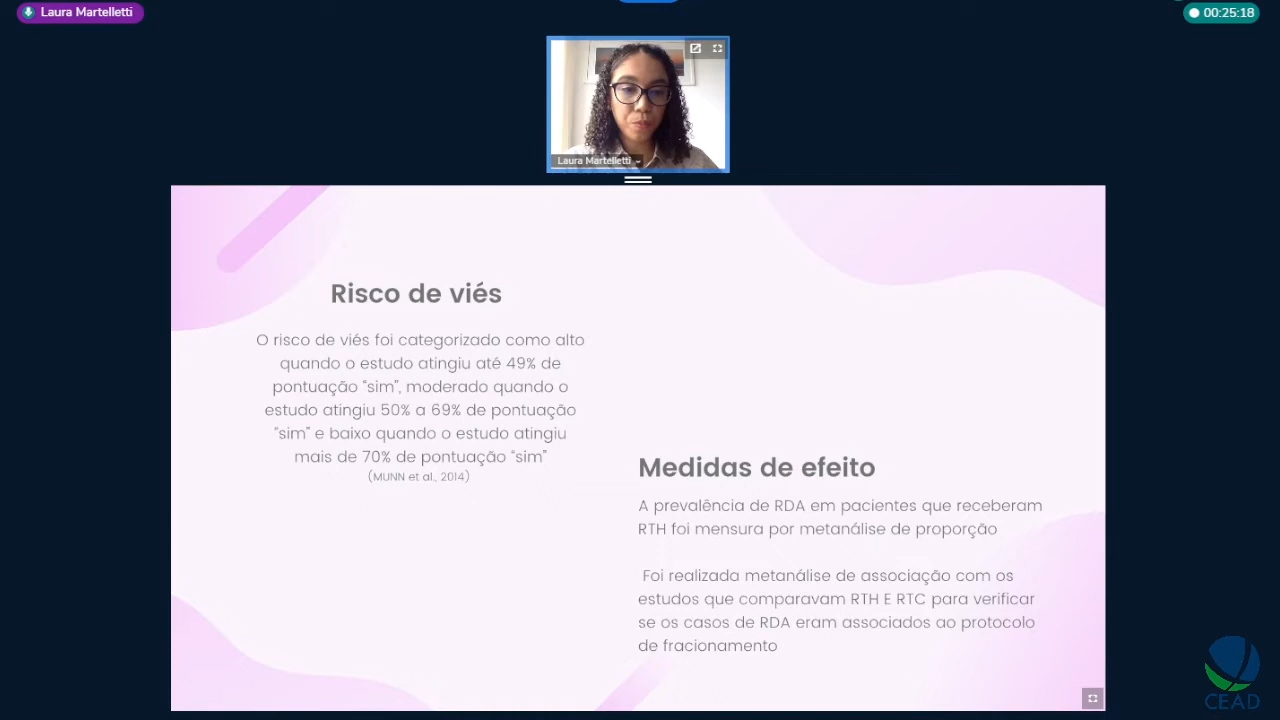 Laura Martelletti
00:25:18
Laura Martelletti
Risco de viés
O risco de viés foi categorizado como alto
quando o estudo atingiu até 49% de
pontuação “sim”, moderado quando o
estudo atingiu 50% a 69% de pontuação
“sim” e baixo quando o estudo atingiu
mais de 70% de pontuação “sim”
(MUNN et al., 2014)
Medidas de efeito
A prevalência de RDA em pacientes que receberam
RTH foi mensura por metanálise de proporção
Foi realizada metanálise de associação com os
estudos que comparavam RTH E RTC para verificar
se os casos de RDA eram associados ao protocolo
de fracionamento
CEAD